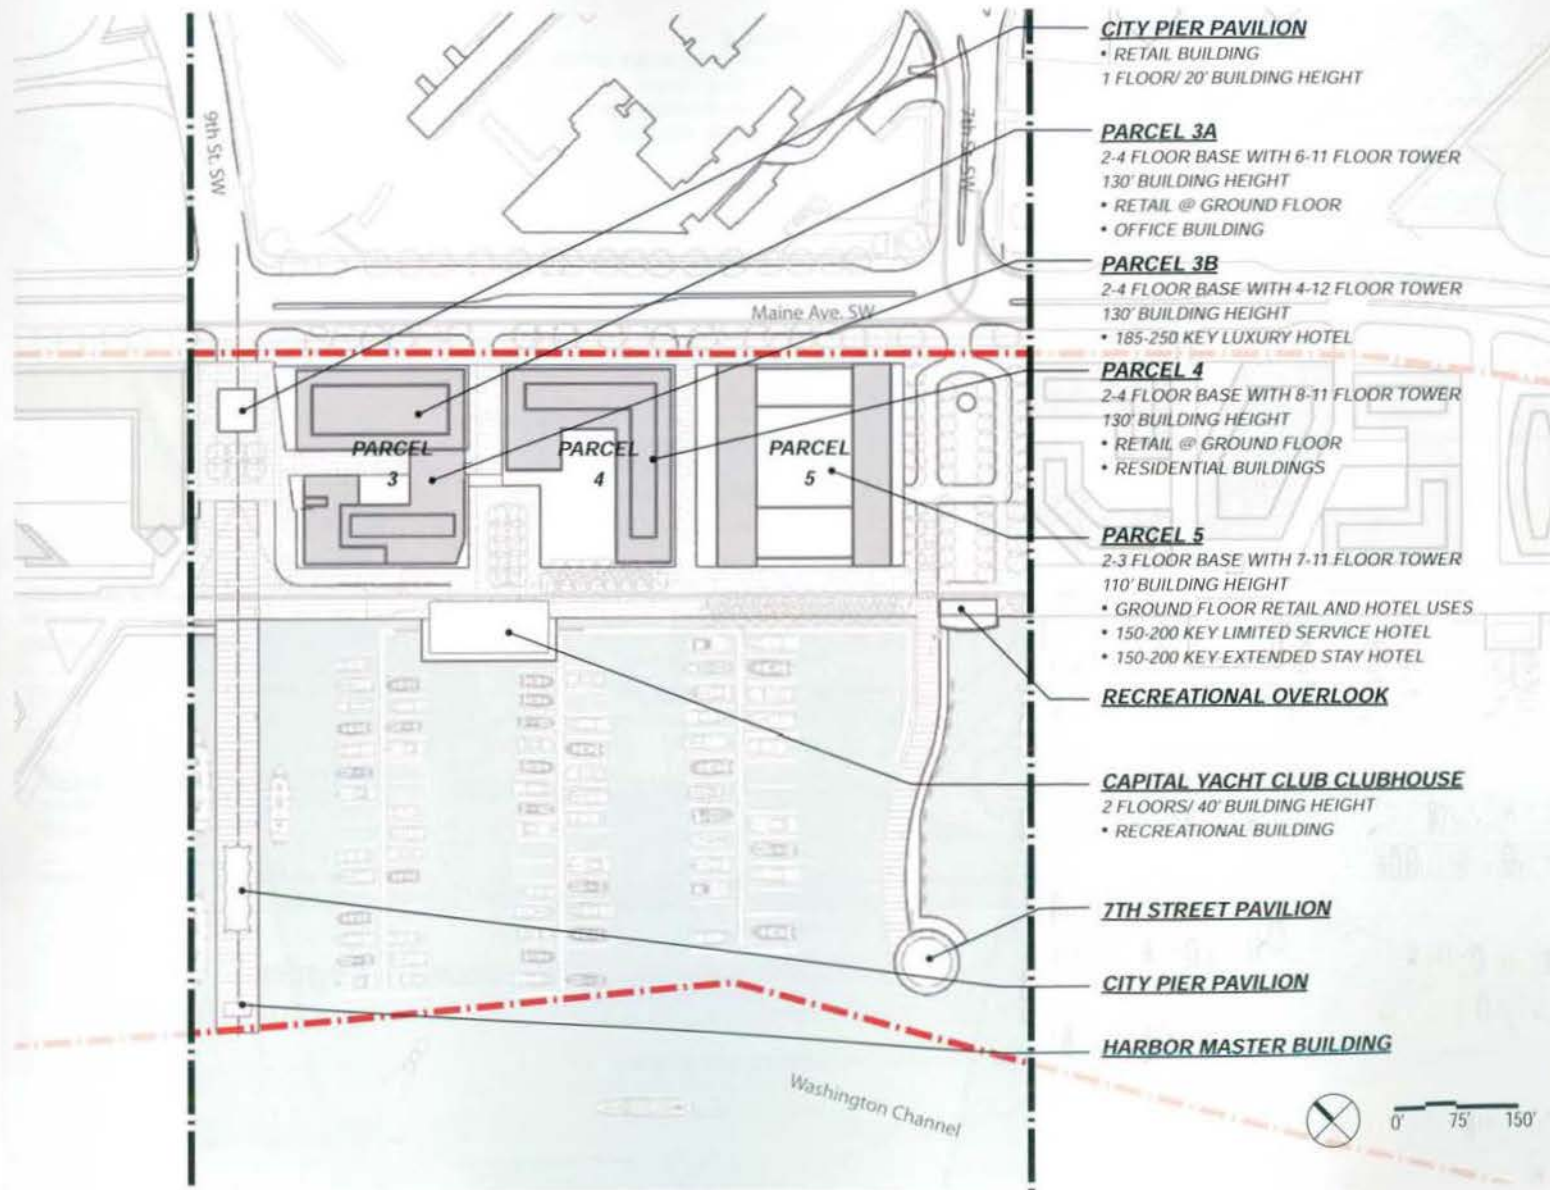 CITY PIER PAVILION
• RETAIL BUILDING
1 FLOOR/ 20' BUILDING HEIGHT
PARCEL 3A
2-4 FLOOR BASE WITH 6-11 FLOOR TOWER
130' BUILDING HEIGHT
• RETAIL @ GROUND FLOOR
• OFFICE BUILDING
PARCEL 3B
2-4 FLOOR BASE WITH 4-12 FLOOR TOWER
130' BUILDING HEIGHT
• 185-250 KEY LUXURY HOTEL
PARCEL 4
2-4 FLOOR BASE WITH 8-11 FLOOR TOWER
130' BUILDING HEIGHT
• RETAIL @ GROUND FLOOR
• RESIDENTIAL BUILDINGS
PARCEL 5
2-3 FLOOR BASE WITH 7-11 FLOOR TOWER
110' BUILDING HEIGHT
• GROUND FLOOR RETAIL AND HOTEL USES
• 150-200 KEY LIMITED SERVICE HOTEL
• 150-200 KEY EXTENDED STAY HOTEL
RECREATIONAL OVERLOOK
CAPITAL YACHT CLUB CLUBHOUSE
2 FLOORS/ 40' BUILDING HEIGHT
• RECREATIONAL BUILDING
7TH STREET PAVILION
CITY PIER PAVILION
HARBOR MASTER BUILDING
9th St. SW
7th St. SW
Maine Ave. SW
PARCEL
3
PARCEL
4
PARCEL
5
Washington Channel
0' 75' 150'